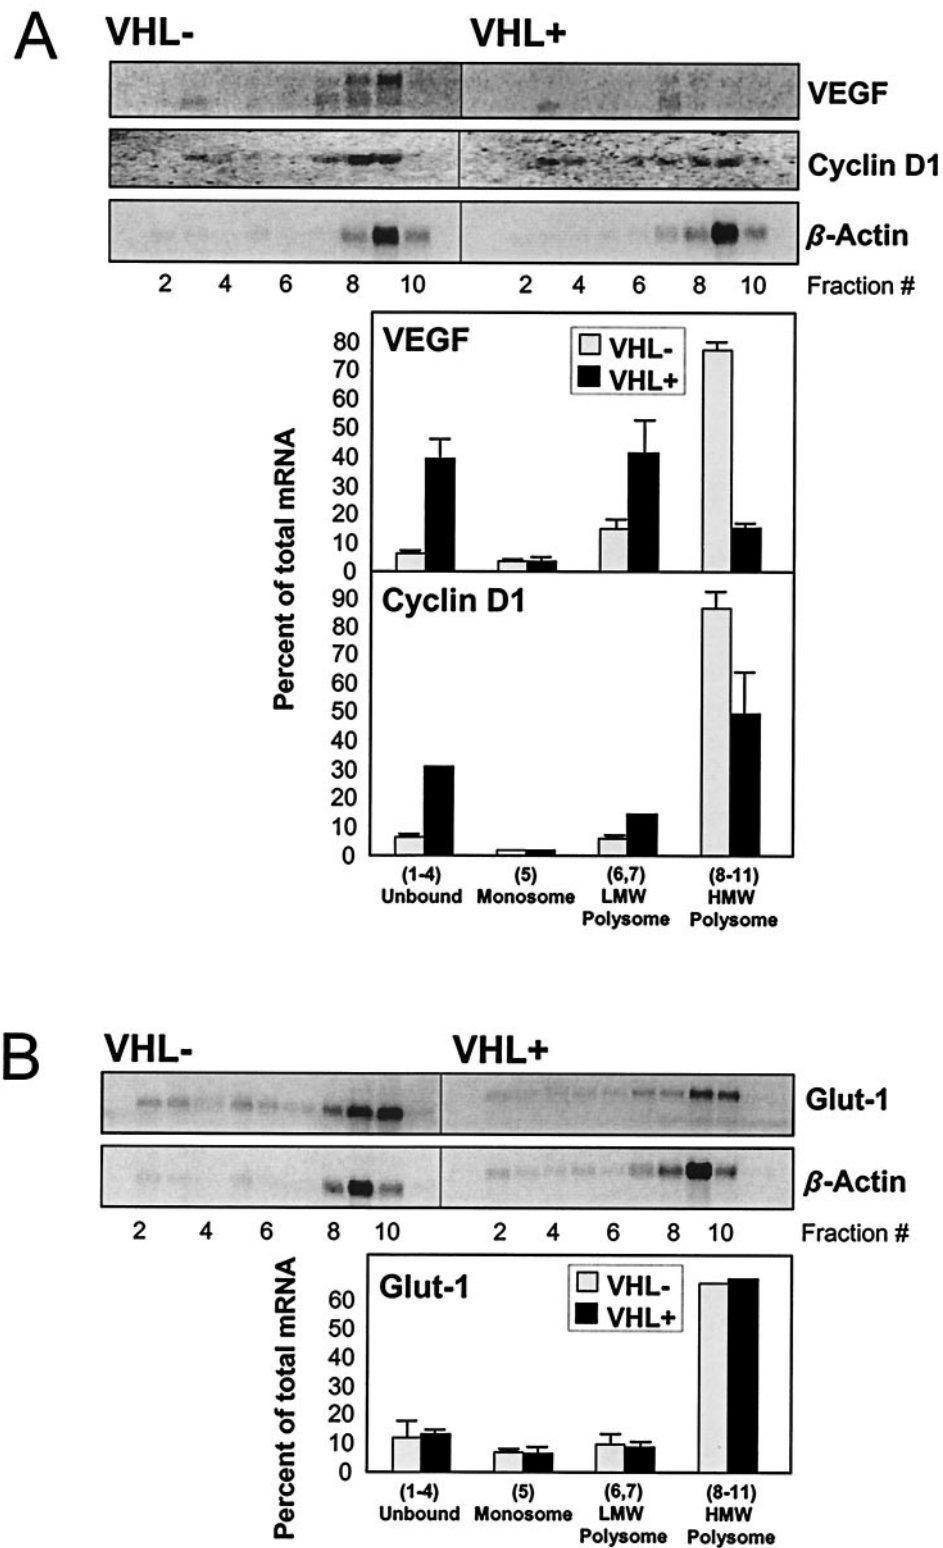 A
VHL- VHL+
VEGF
Cyclin D1
β-Actin
2 4 6 8 10 2 4 6 8 10 Fraction #
VEGF
VHL-
VHL+
80
70
60
50
40
30
20
10
0
Percent of total mRNA
Cyclin D1
90
80
70
60
50
40
30
20
10
0
(1-4) (5) (6,7) (8-11)
Unbound Monosome LMW HMW
Polysome Polysome
B
VHL- VHL+
Glut-1
β-Actin
2 4 6 8 10 2 4 6 8 10 Fraction #
Glut-1
VHL-
VHL+
Percent of total mRNA
60
50
40
30
20
10
0
(1-4) (5) (6,7) (8-11)
Unbound Monosome LMW HMW
Polysome Polysome